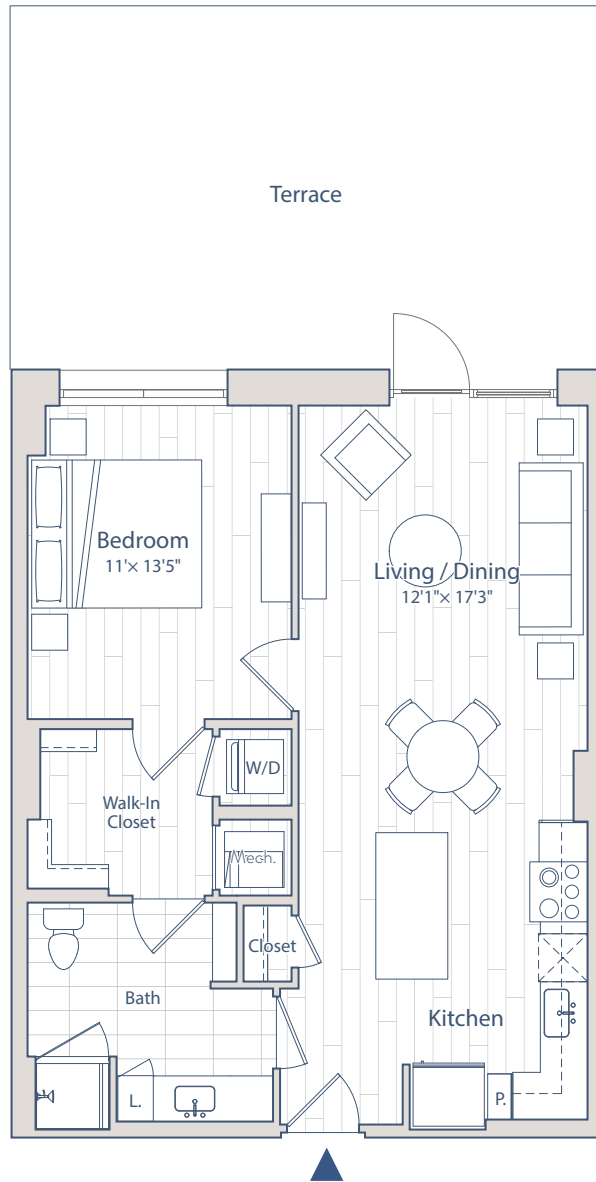 Terrace
Bedroom
11'× 13'5"
Living / Dining
12'1"× 17'3"
W/D
Walk-In
Closet
Mech.
Closet
Bath
Kitchen
L.
P.